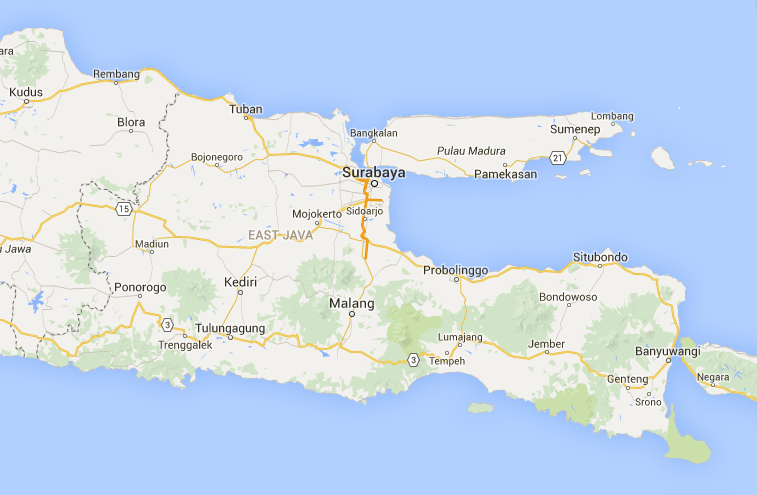 ara
Kudus
Rembang
Blora
Tuban
Bojonegoro
Bangkalan
Lombang
Sumenep
Pulau Madura
21
Pamekasan
Surabaya
Sidoarjo
15
Mojokerto
EAST JAVA
u Jawa
Madiun
Ponorogo
Kediri
Probolinggo
Situbondo
Bondowoso
Malang
3
Tulungagung
Trenggalek
Lumajang
3
Tempeh
Jember
Banyuwangi
Genteng
Negara
Srono